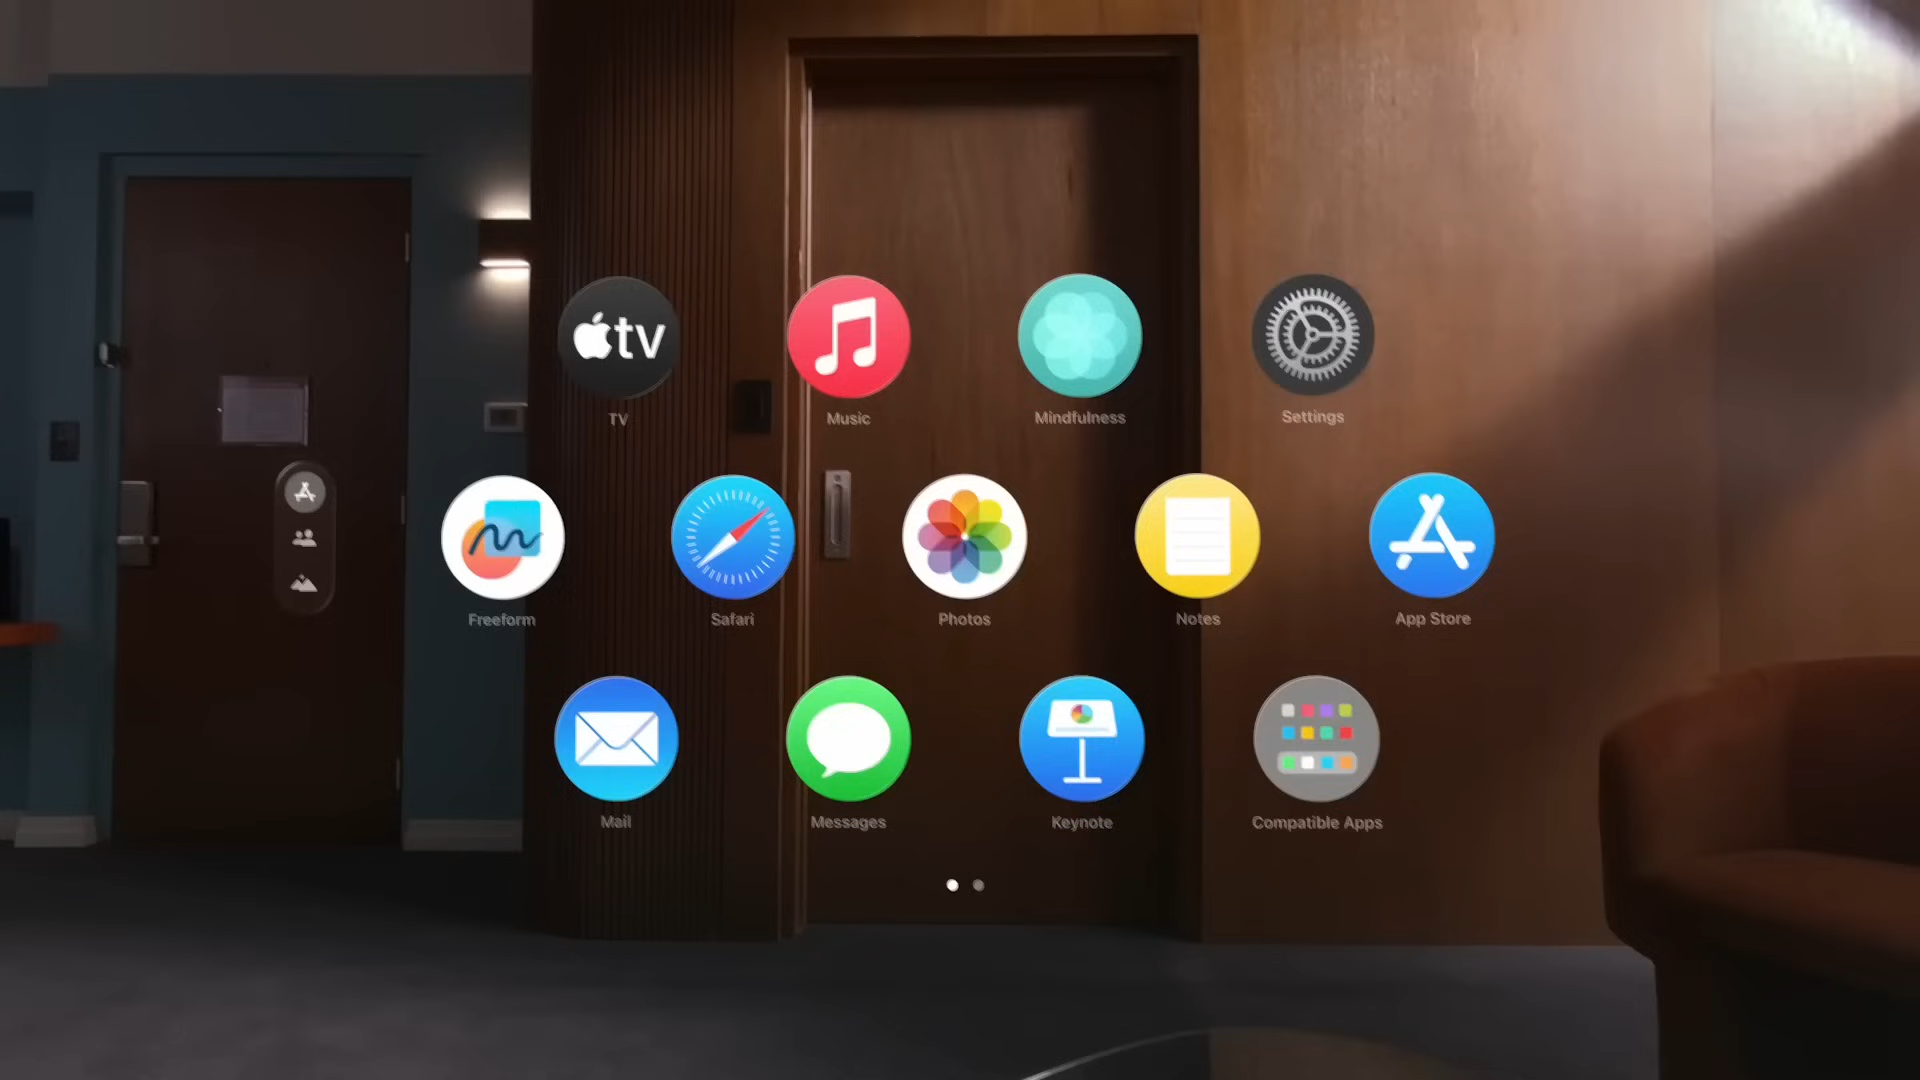 tv
TV
Music
Mindfulness
Settings
Freeform
Safari
Photos
Notes
App Store
Mail
Messages
Keynote
Compatible Apps